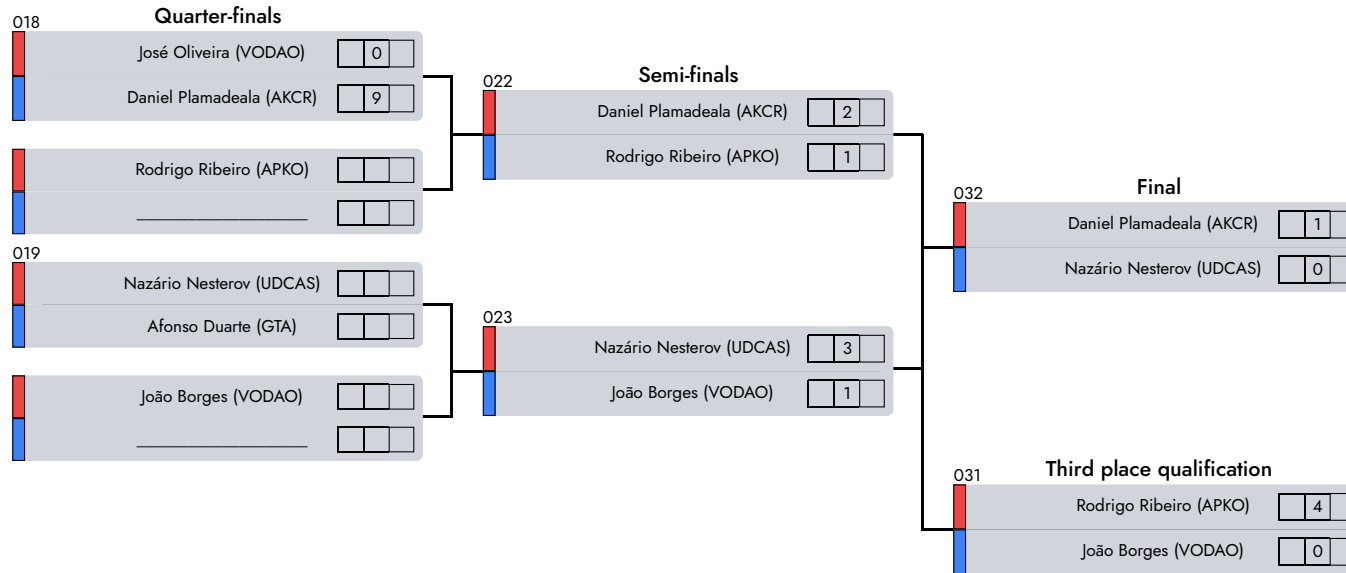 Quarter-finals
018
José Oliveira (VODAO) 0
Daniel Plamadeala (AKCR) 9
Rodrigo Ribeiro (APKO)
____________________
019
Nazário Nesterov (UDCAS)
Afonso Duarte (GTA)
João Borges (VODAO)
____________________
Semi-finals
022
Daniel Plamadeala (AKCR) 2
Rodrigo Ribeiro (APKO) 1
023
Nazário Nesterov (UDCAS) 3
João Borges (VODAO) 1
Final
032
Daniel Plamadeala (AKCR) 1
Nazário Nesterov (UDCAS) 0
Third place qualification
031
Rodrigo Ribeiro (APKO) 4
João Borges (VODAO) 0